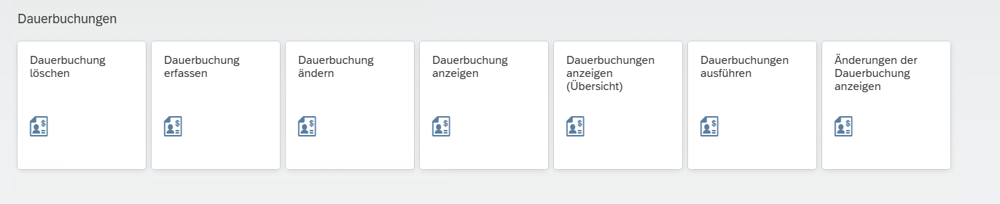 Dauerbuchungen
Dauerbuchung
löschen
Dauerbuchung
erfassen
Dauerbuchung
ändern
Dauerbuchung
anzeigen
Dauerbuchungen
anzeigen
(Übersicht)
Dauerbuchungen
ausführen
Änderungen der
Dauerbuchung
anzeigen